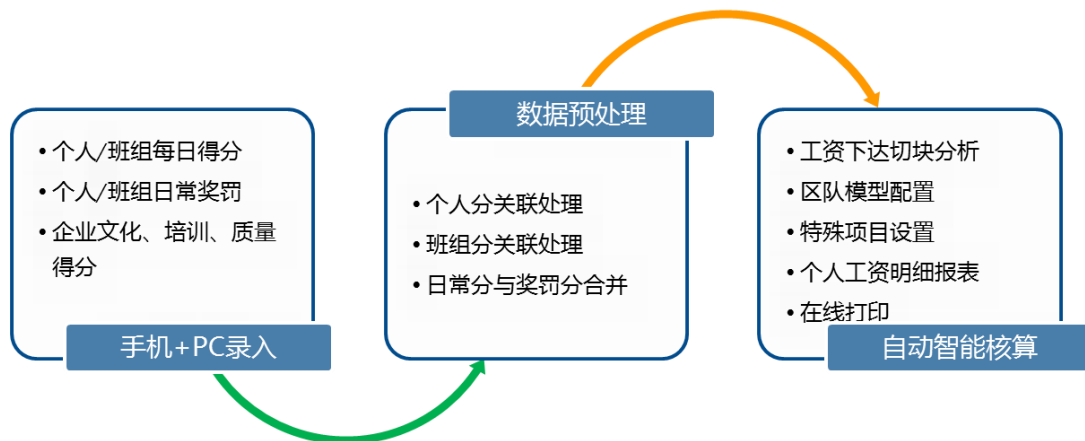 • 个人/班组每日得分
• 个人/班组日常奖罚
• 企业文化、培训、质量
得分
手机+PC录入
数据预处理
• 个人分关联处理
• 班组分关联处理
• 日常分与奖罚分合并
• 工资下达切块分析
• 区队模型配置
• 特殊项目设置
• 个人工资明细报表
• 在线打印
自动智能核算